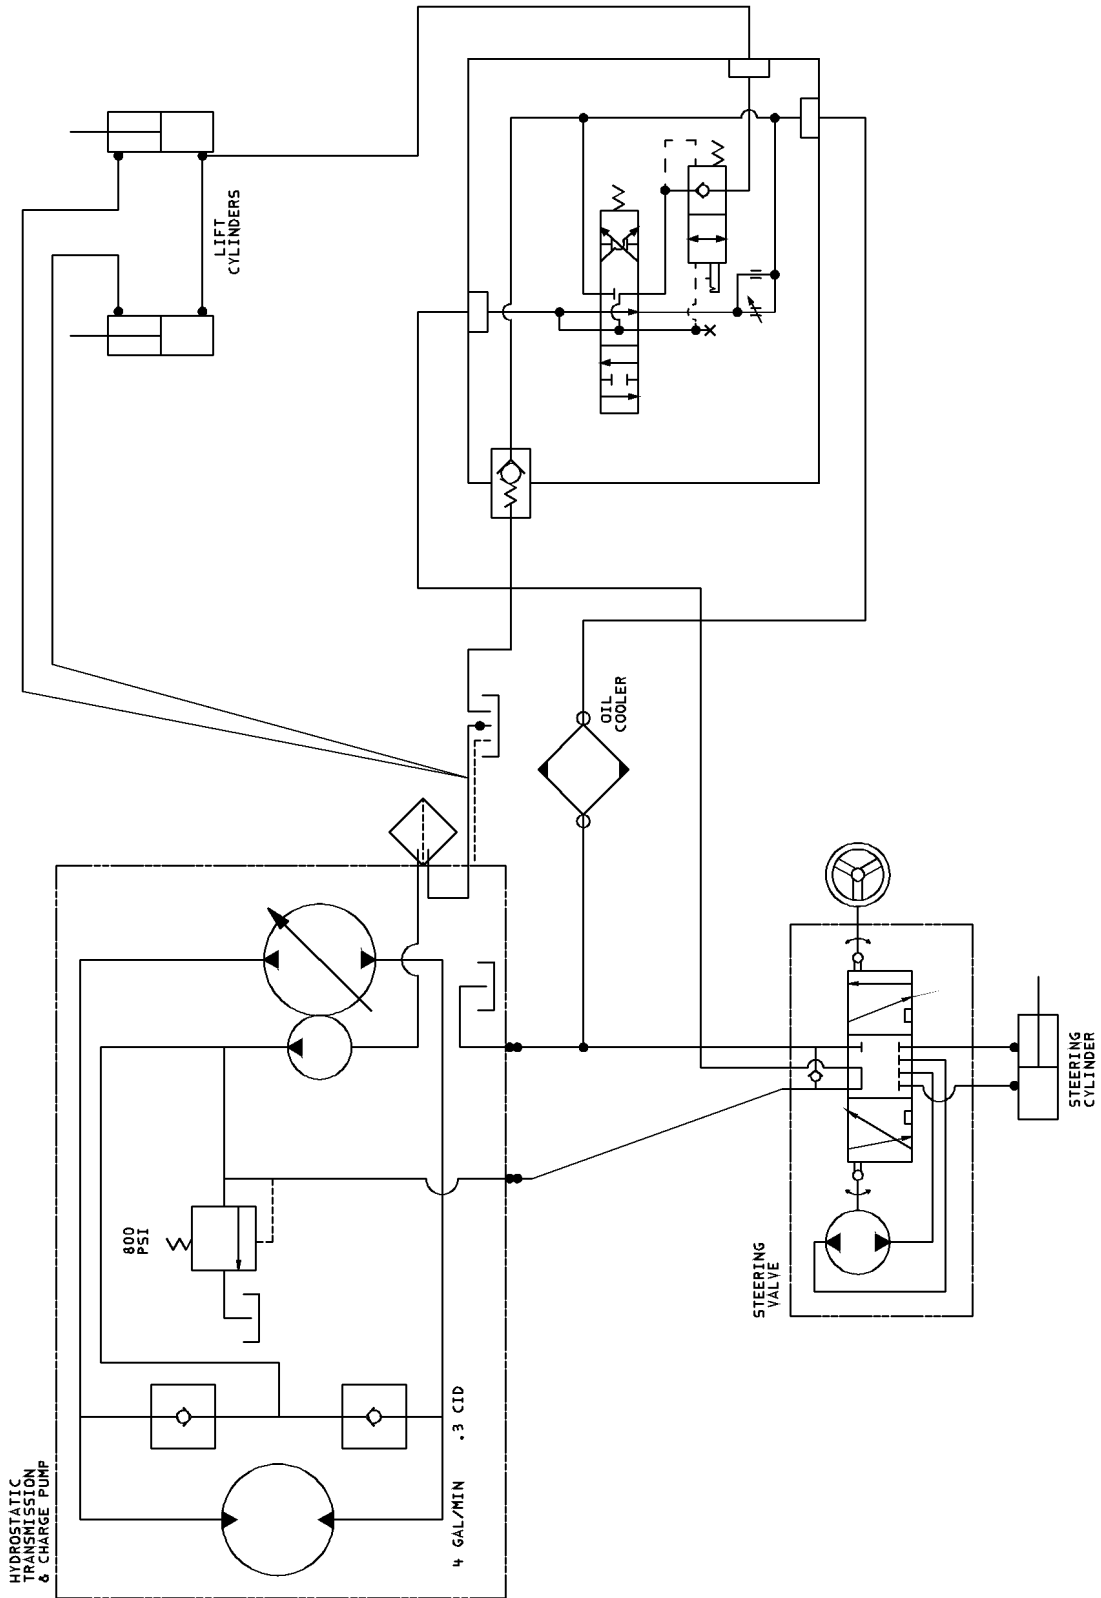 LIFT
CYLINDERS
OIL
COOLER
STEERING
CYLINDER
STEERING
VALVE
800
PSI
HYDROSTATIC
TRANSMISSION
& CHARGE PUMP
4 GAL/MIN .3 CID